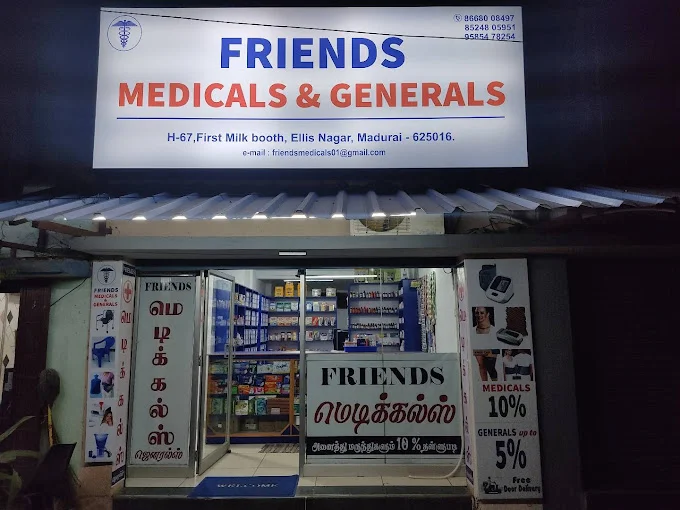 86680 08497
85248 05951
95854 78254
FRIENDS
MEDICALS & GENERALS
H-67,First Milk booth, Ellis Nagar, Madurai - 625016.
e-mail : friendsmedicals01@gmail.com
FRIENDS
MEDICALS
& GENERALS
மெடிக்கல்ஸ்
FRIENDS
மெடிக்கல்ஸ்
ஜெனரல்ஸ்
FRIENDS
மெடிக்கல்ஸ்
அனைத்து மருந்துகளும் 10 % தள்ளுபடி
MEDICALS
10%
GENERALS up to
5%
Free
Door Delivery
WELCOME